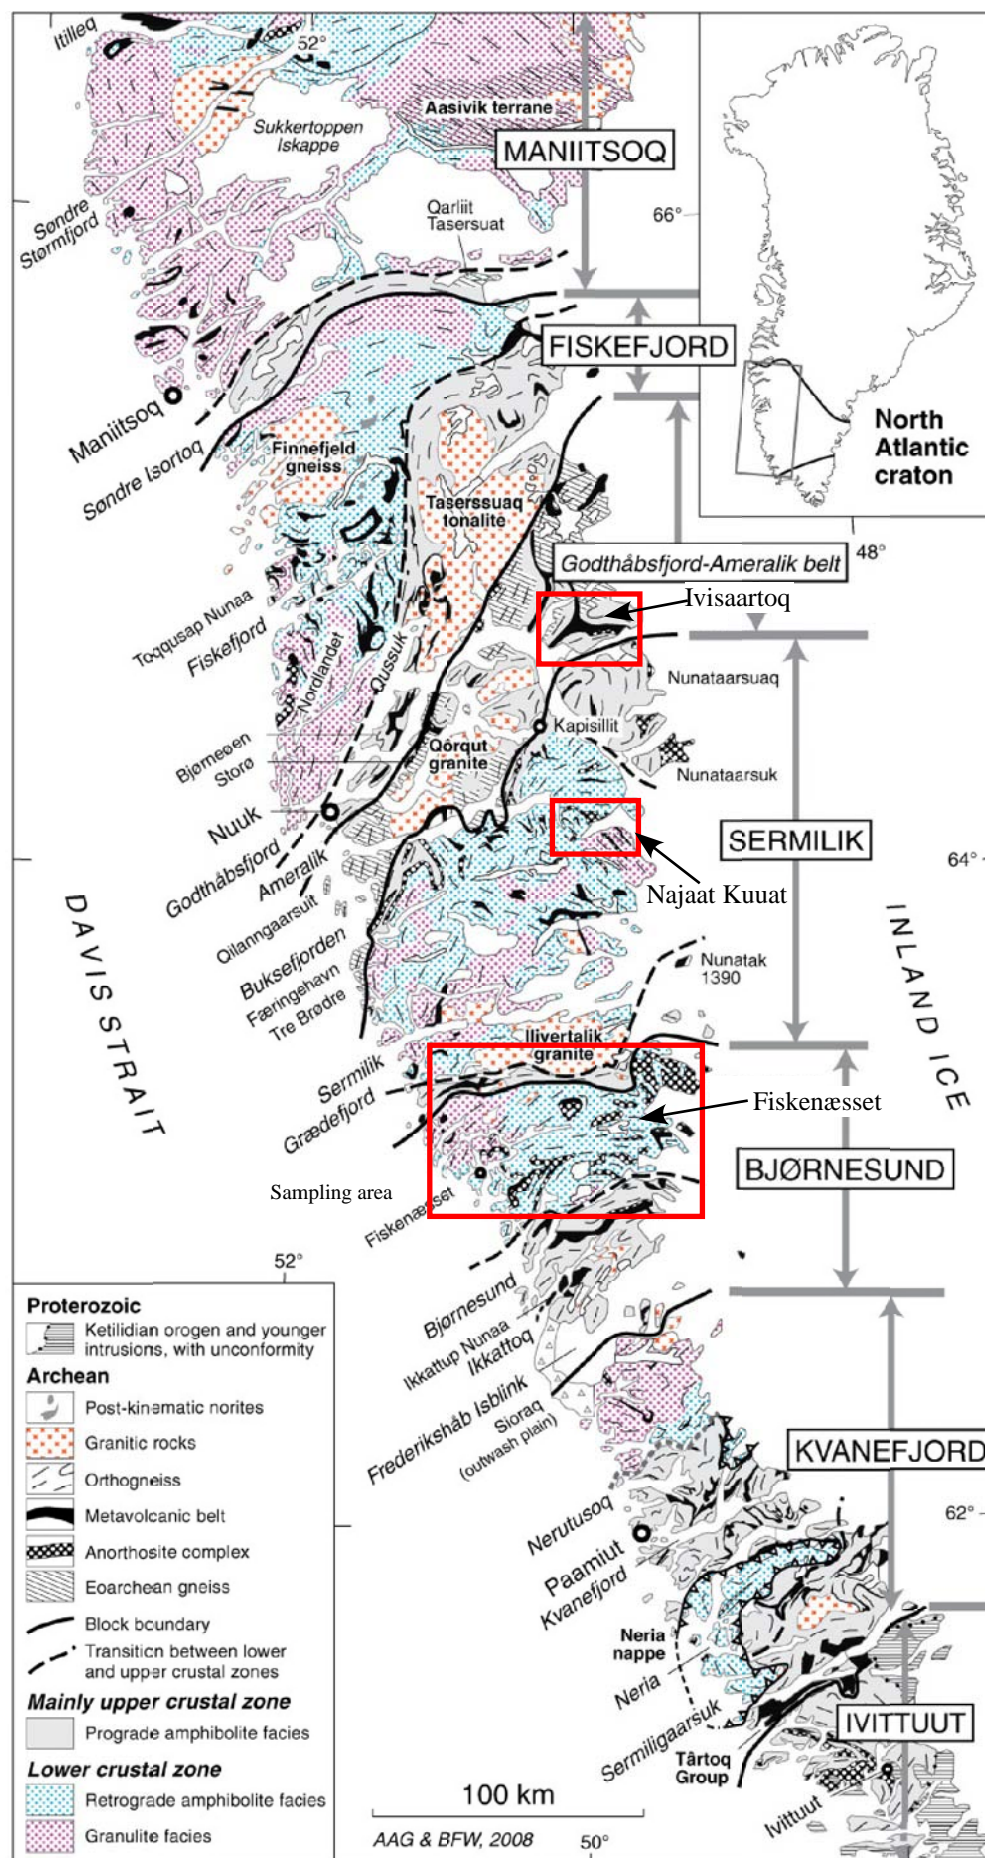 Itilleq
52°
Aasivik terrane
Sukkertoppen
Iskappe
MANIITSOQ
Qarliit
Tasersuat
66°
Søndre
Størmfjord
FISKEFJORD
Maniitsoq
Søndre Isortoq
North
Atlantic
craton
Finnefjeld
gneiss
Taserssuaq
tonalite
48°
Godthåbsfjord-Ameralik belt
Ivisaartoq
Toqqusap Nunaa
Fiskefjord
Nordlandet
Qussuk
Nunataarsuaq
Kapisillit
Bjørneøen
Storø
Qôrqut
granite
Nunataarsuk
Nuuk
SERMILIK
64°
Godthåbsfjord
Ameralik
Najaat Kuuat
Qilanngaarsuit
Buksefjorden
Færingehavn
Tre Brødre
DAVIS STRAIT
INLAND ICE
Nunatak
1390
Ilivertalik
granite
Sermilik
Grædefjord
Fiskenæsset
BJØRNESUND
Sampling area
Fiskenæsset
52°
Bjørnesund
Ikkattup Nunaa
Ikkattoq
Frederikshåb Isblink
Sioraq
(outwash plain)
KVANEFJORD
Nerutusoq
62°
Paamiut
Kvanefjord
Neria
nappe
Neria
Sermiligaarsuk
IVITTUUT
Târtoq
Group
Ivittuut
Proterozoic
Ketilidian orogen and younger
intrusions, with unconformity
Archean
Post-kinematic norites
Granitic rocks
Orthogneiss
Metavolcanic belt
Anorthosite complex
Eoarchean gneiss
Block boundary
Transition between lower
and upper crustal zones
Mainly upper crustal zone
Prograde amphibolite facies
Lower crustal zone
Retrograde amphibolite facies
Granulite facies
100 km
AAG & BFW, 2008
50°